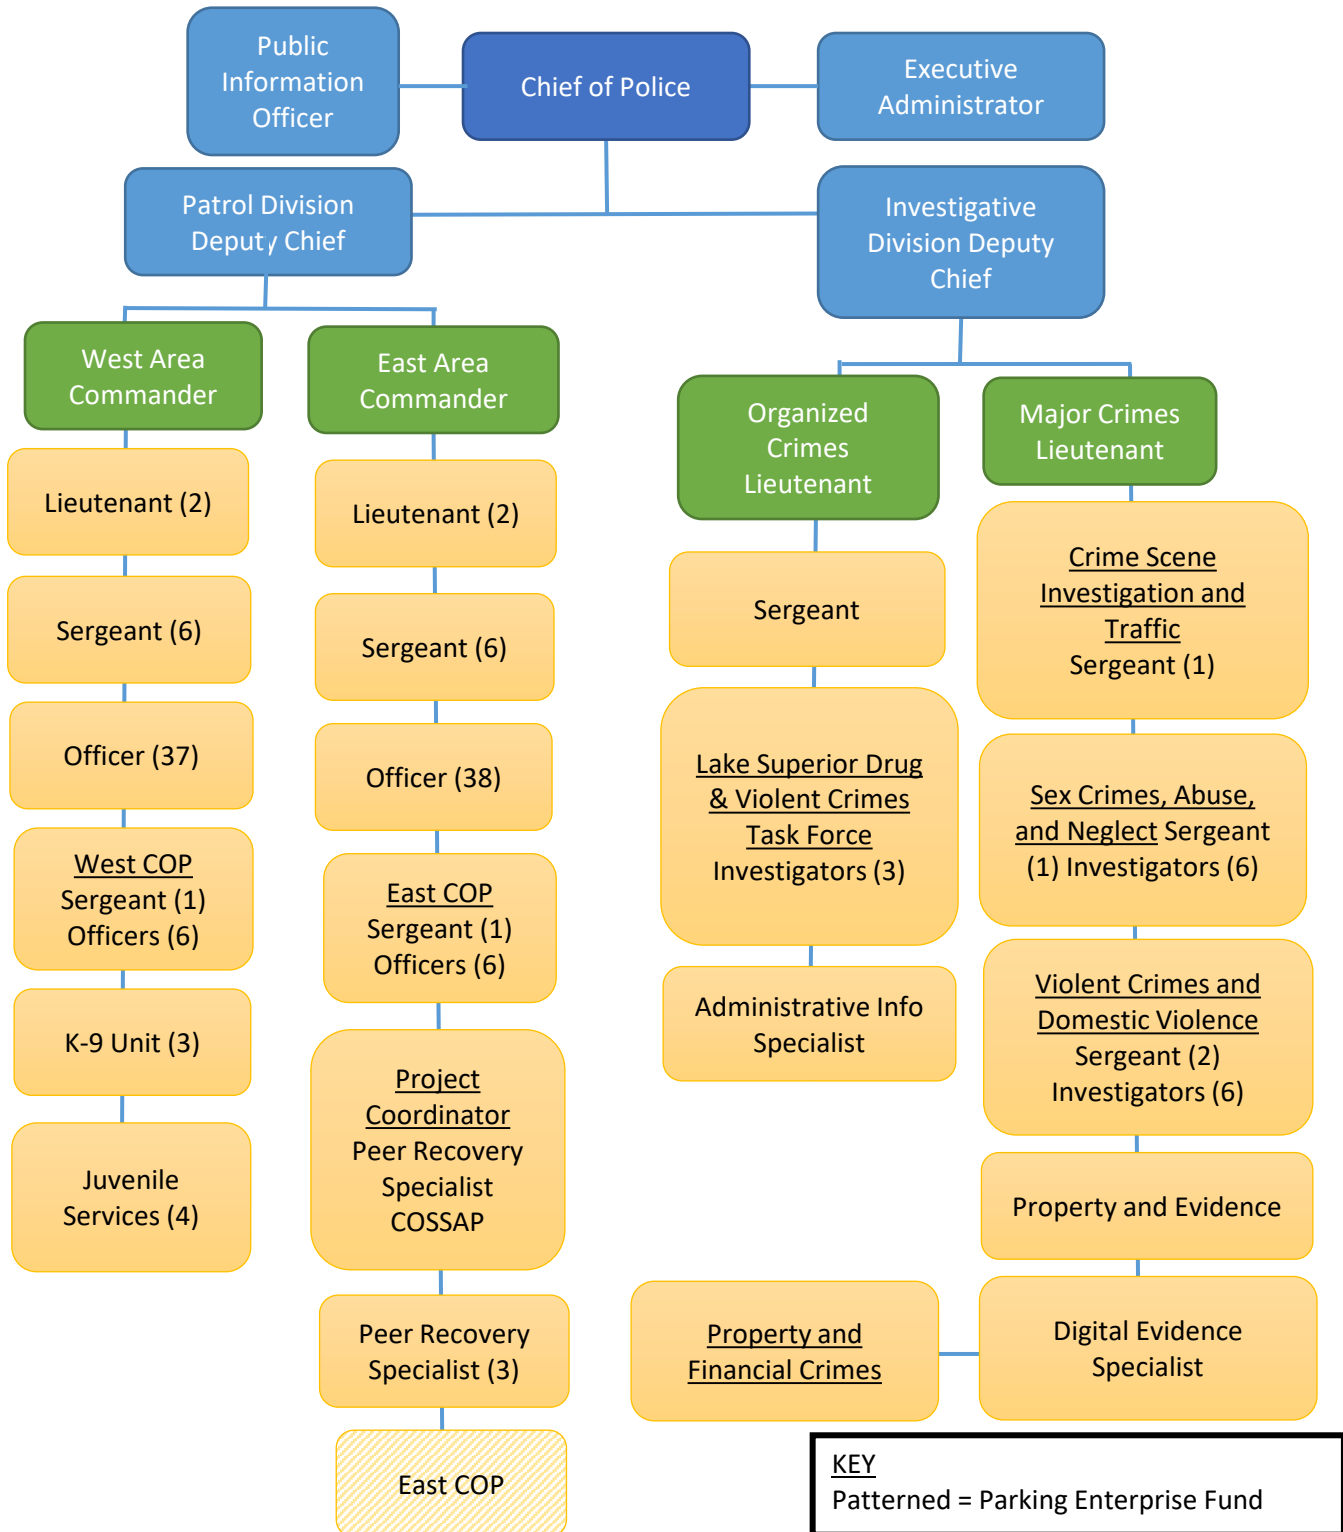 Public
Information
Officer
Chief of Police
Executive
Administrator
Patrol Division
Deputy Chief
Investigative
Division Deputy
Chief
West Area
Commander
Lieutenant (2)
Sergeant (6)
Officer (37)
West COP
Sergeant (1)
Officers (6)
K-9 Unit (3)
Juvenile
Services (4)
East Area
Commander
Lieutenant (2)
Sergeant (6)
Officer (38)
East COP
Sergeant (1)
Officers (6)
Project
Coordinator
Peer Recovery
Specialist
COSSAP
Peer Recovery
Specialist (3)
East COP
Organized
Crimes
Lieutenant
Sergeant
Lake Superior Drug
& Violent Crimes
Task Force
Investigators (3)
Administrative Info
Specialist
Major Crimes
Lieutenant
Crime Scene
Investigation and
Traffic
Sergeant (1)
Sex Crimes, Abuse,
and Neglect Sergeant
(1) Investigators (6)
Violent Crimes and
Domestic Violence
Sergeant (2)
Investigators (6)
Property and Evidence
Digital Evidence
Specialist
Property and
Financial Crimes
KEY
Patterned = Parking Enterprise Fund